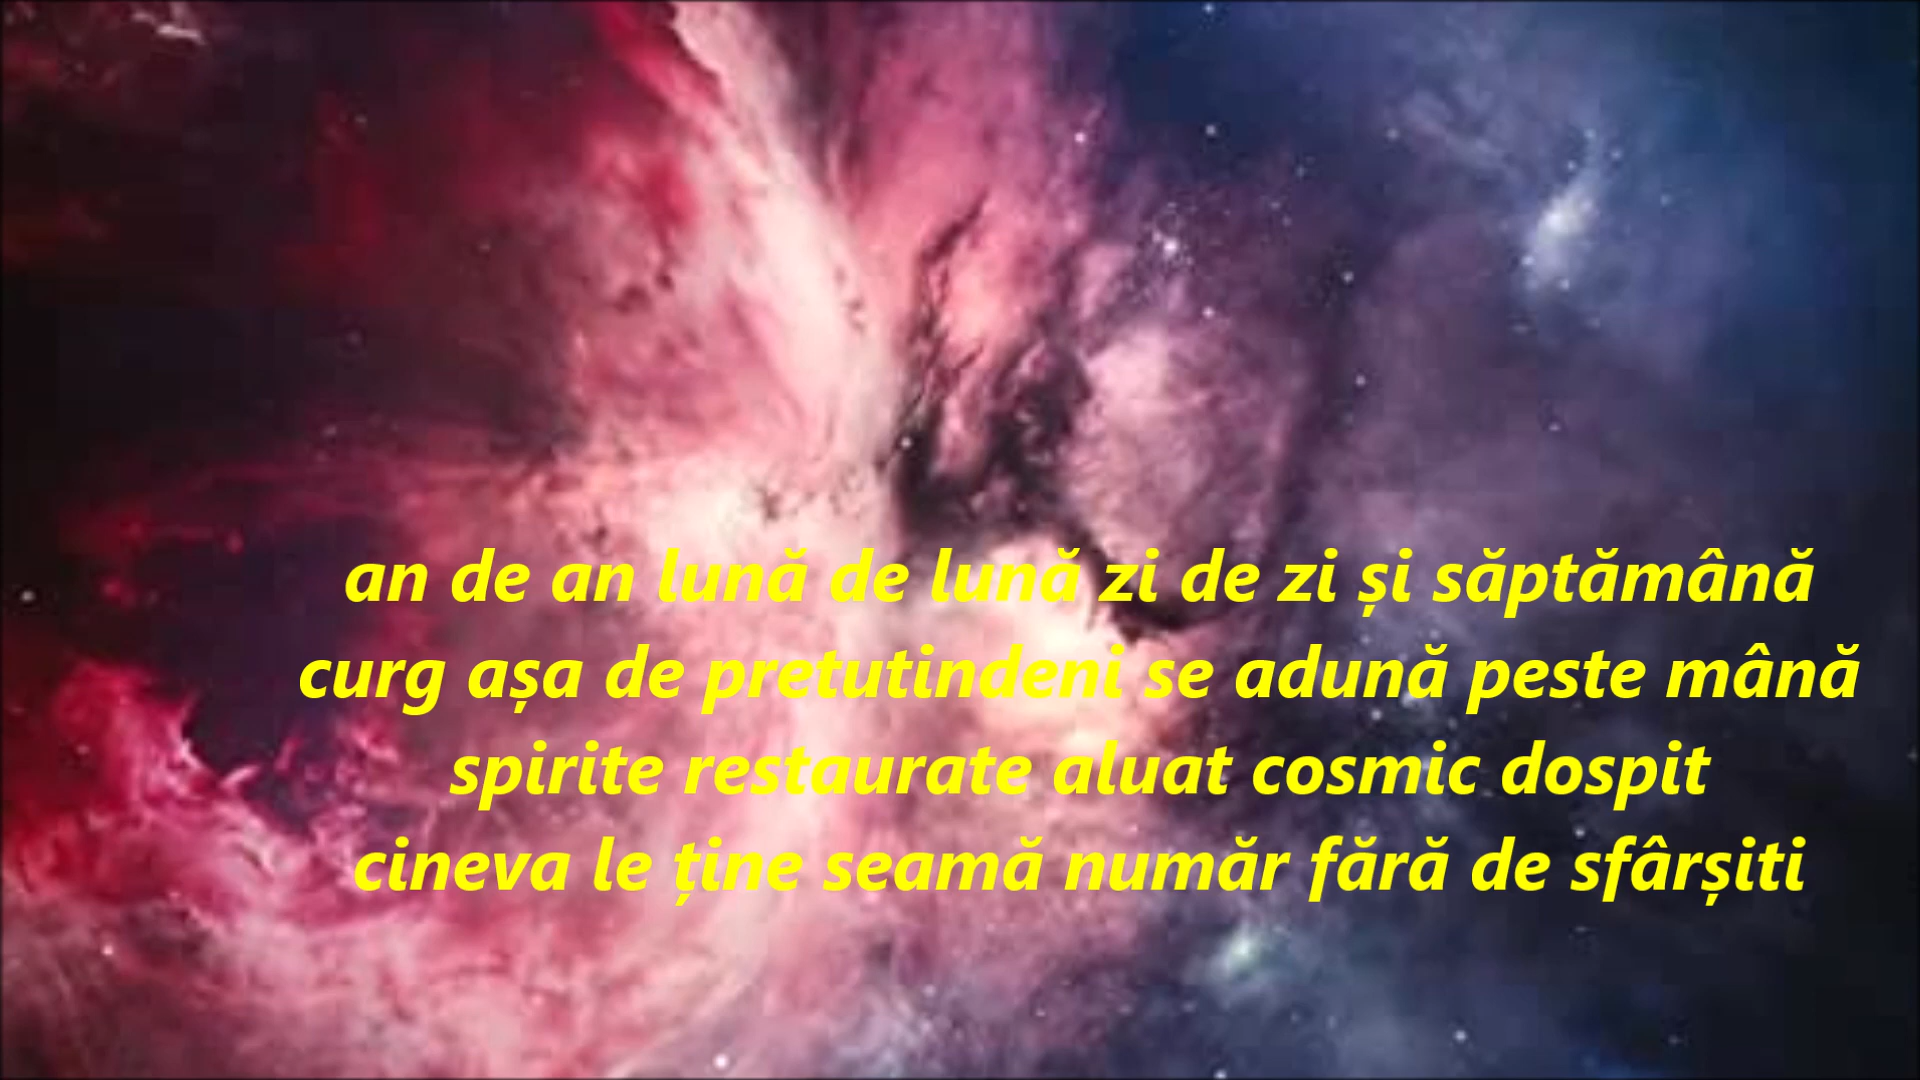 an de an lună de lună zi de zi și săptămână
curg așa de pretutindeni se adună peste mână
spirite restaurate aluat cosmic dospit
cineva le ține seamă număr fără de sfârșiti